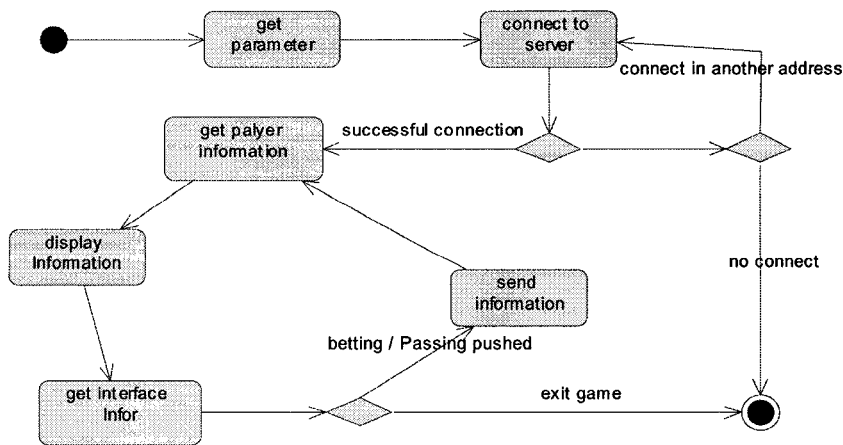 get
parameter
connect to
server
connect in another address
get palyer
information
successful connection
display
Information
send
information
no connect
betting / Passing pushed
get interface
Infor
exit game